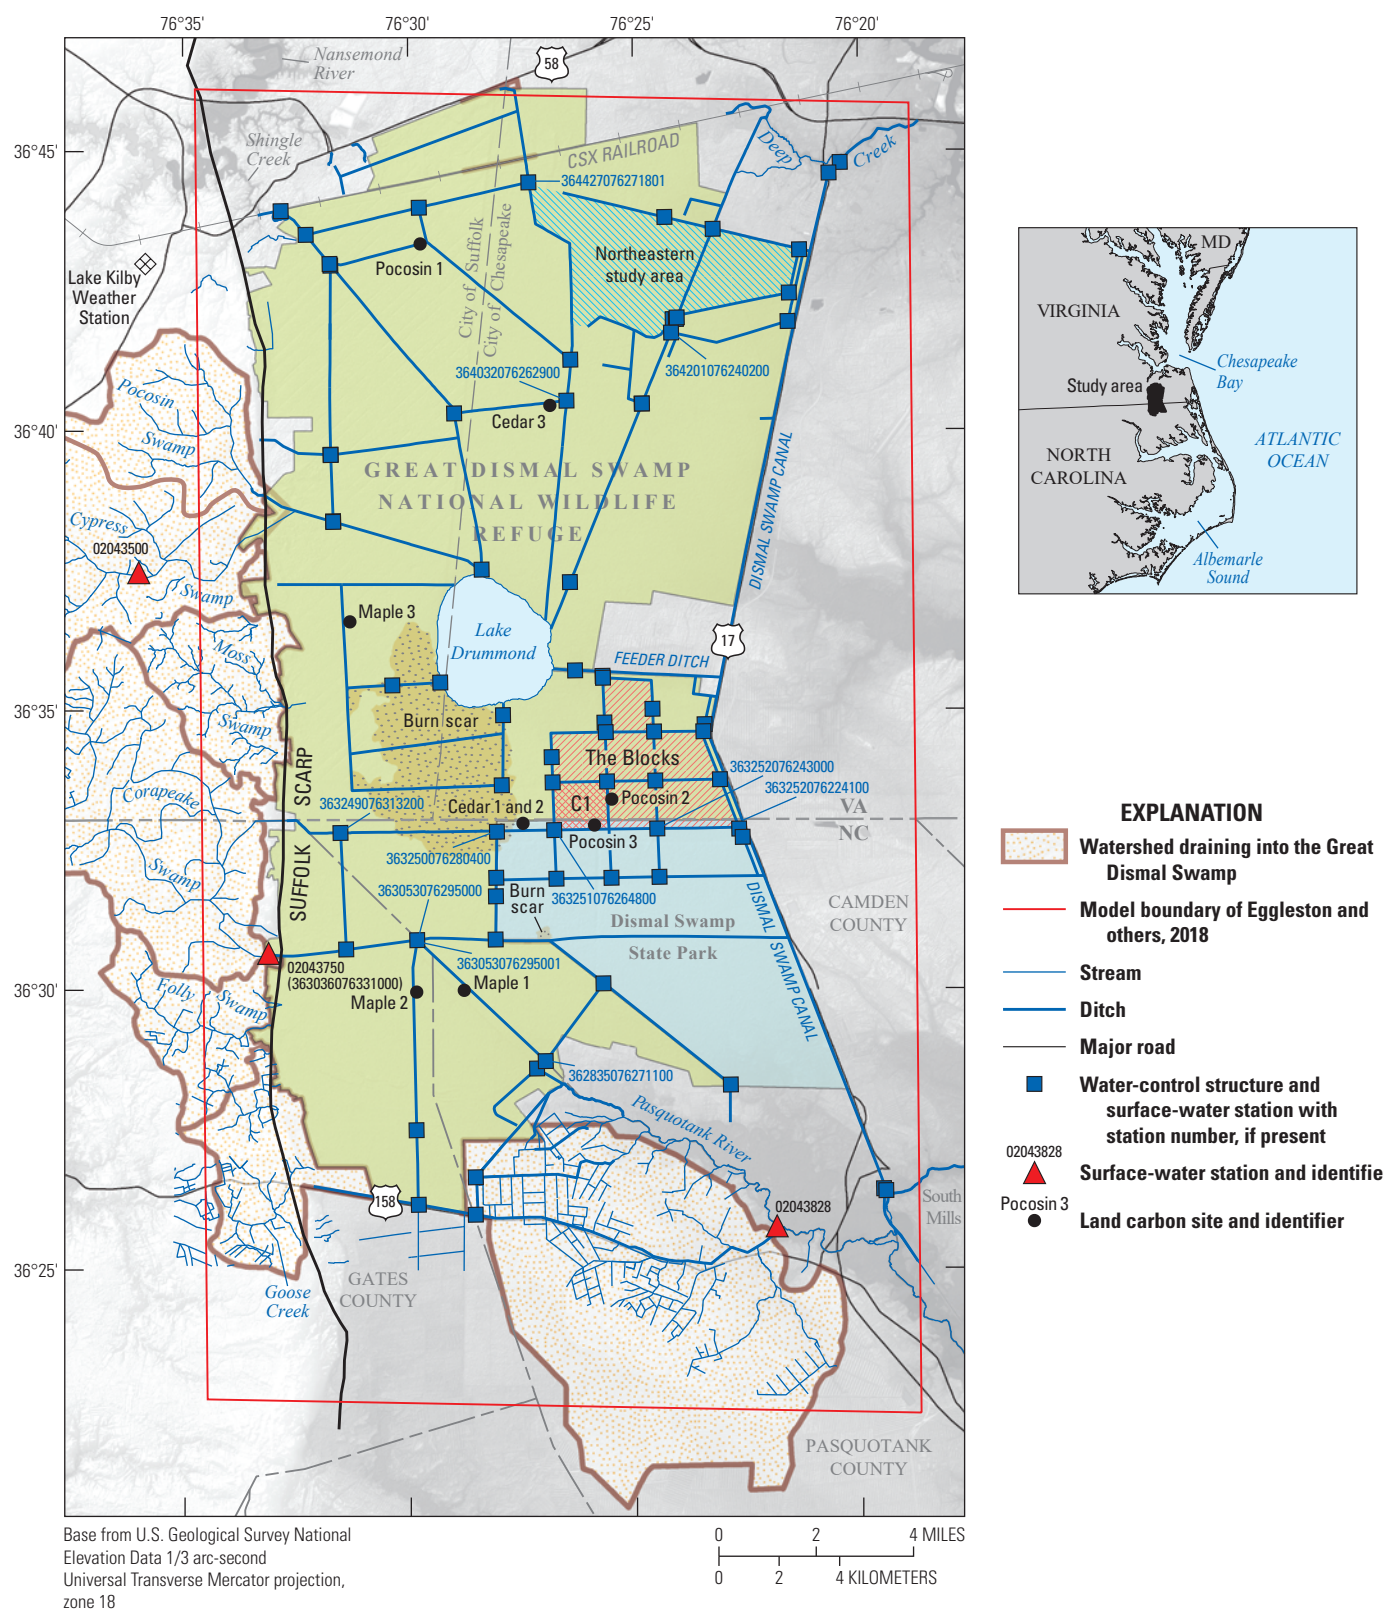 76°35'
76°30'
76°25'
76°20'
Nansemond
River
58
36°45'
Shingle
Creek
CSX RAILROAD
Deep
Creek
364427076271801
City of Suffolk
City of Chesapeake
Northeastern
study area
Pocosin 1
Lake Kilby
Weather
Station
364032076262900
364201076240200
Cedar 3
Pocosin
Swamp
36°40'
GREAT DISMAL SWAMP
NATIONAL WILDLIFE
REFUGE
DISMAL SWAMP CANAL
Cypress
02043500
Swamp
Maple 3
Lake
Drummond
17
Moss
FEEDER DITCH
36°35'
Swamp
Burn scar
SUFFOLK SCARP
The Blocks
363252076243000
Corapeake
363249076313200
Cedar 1 and 2
C1
Pocosin 2
363252076224100
VA
NC
Pocosin 3
363250076280400
Swamp
363053076295000
Burn
scar
363251076264800
CAMDEN
COUNTY
Dismal Swamp
State Park
DISMAL SWAMP CANAL
363053076295001
02043750
(363036076331000)
Maple 1
Maple 2
36°30'
Folly
Swamp
362835076271100
Pasquotank River
158
02043828
South
Mills
36°25'
GATES
COUNTY
Goose
Creek
PASQUOTANK
COUNTY
MD
VIRGINIA
Chesapeake
Bay
Study area
ATLANTIC
OCEAN
NORTH
CAROLINA
Albemarle
Sound
EXPLANATION
Watershed draining into the Great
Dismal Swamp
Model boundary of Eggleston and
others, 2018
Stream
Ditch
Major road
Water-control structure and
surface-water station with
station number, if present
02043828
Surface-water station and identifie
Pocosin 3
Land carbon site and identifier
Base from U.S. Geological Survey National
Elevation Data 1/3 arc-second
Universal Transverse Mercator projection,
zone 18
0 2 4 MILES
0 2 4 KILOMETERS